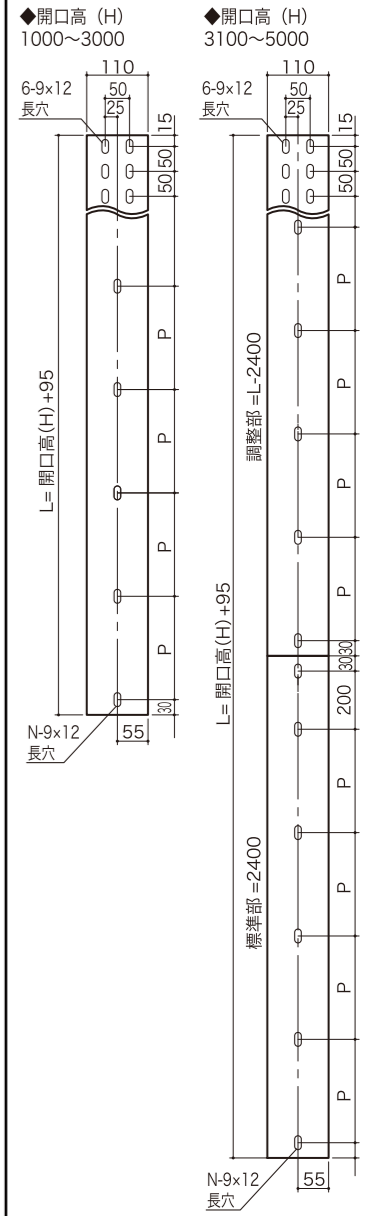 ◆開口高（H）
1000～3000
110
6-9×12
長穴
50
25
15
50
50
L= 開口高(H)+95
P
P
P
P
30
N-9×12
長穴
55
◆開口高（H）
3100～5000
110
6-9×12
長穴
50
25
15
50
50
L= 開口高(H)+95
調整部 =L-2400
P
P
P
P
30
30
200
標準部 =2400
P
P
P
P
N-9×12
長穴
55